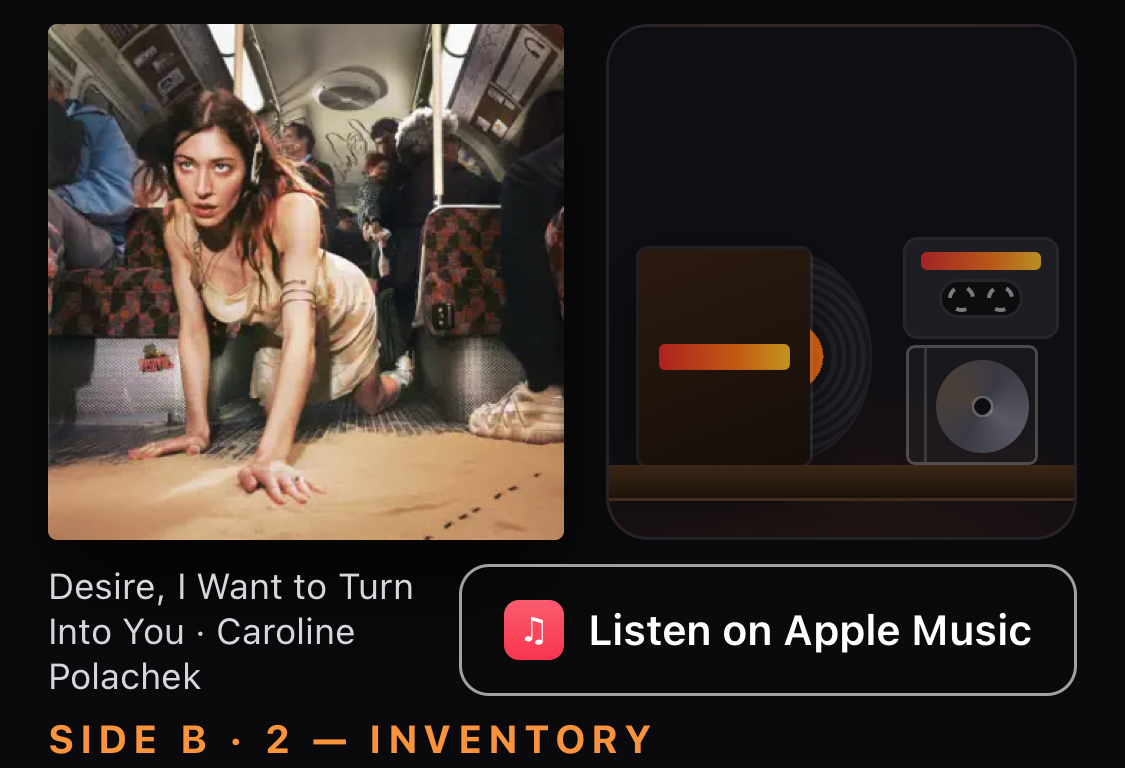 Desire, I Want to Turn
Into You · Caroline
Polachek
Listen on Apple Music
SIDE B · 2 — INVENTORY